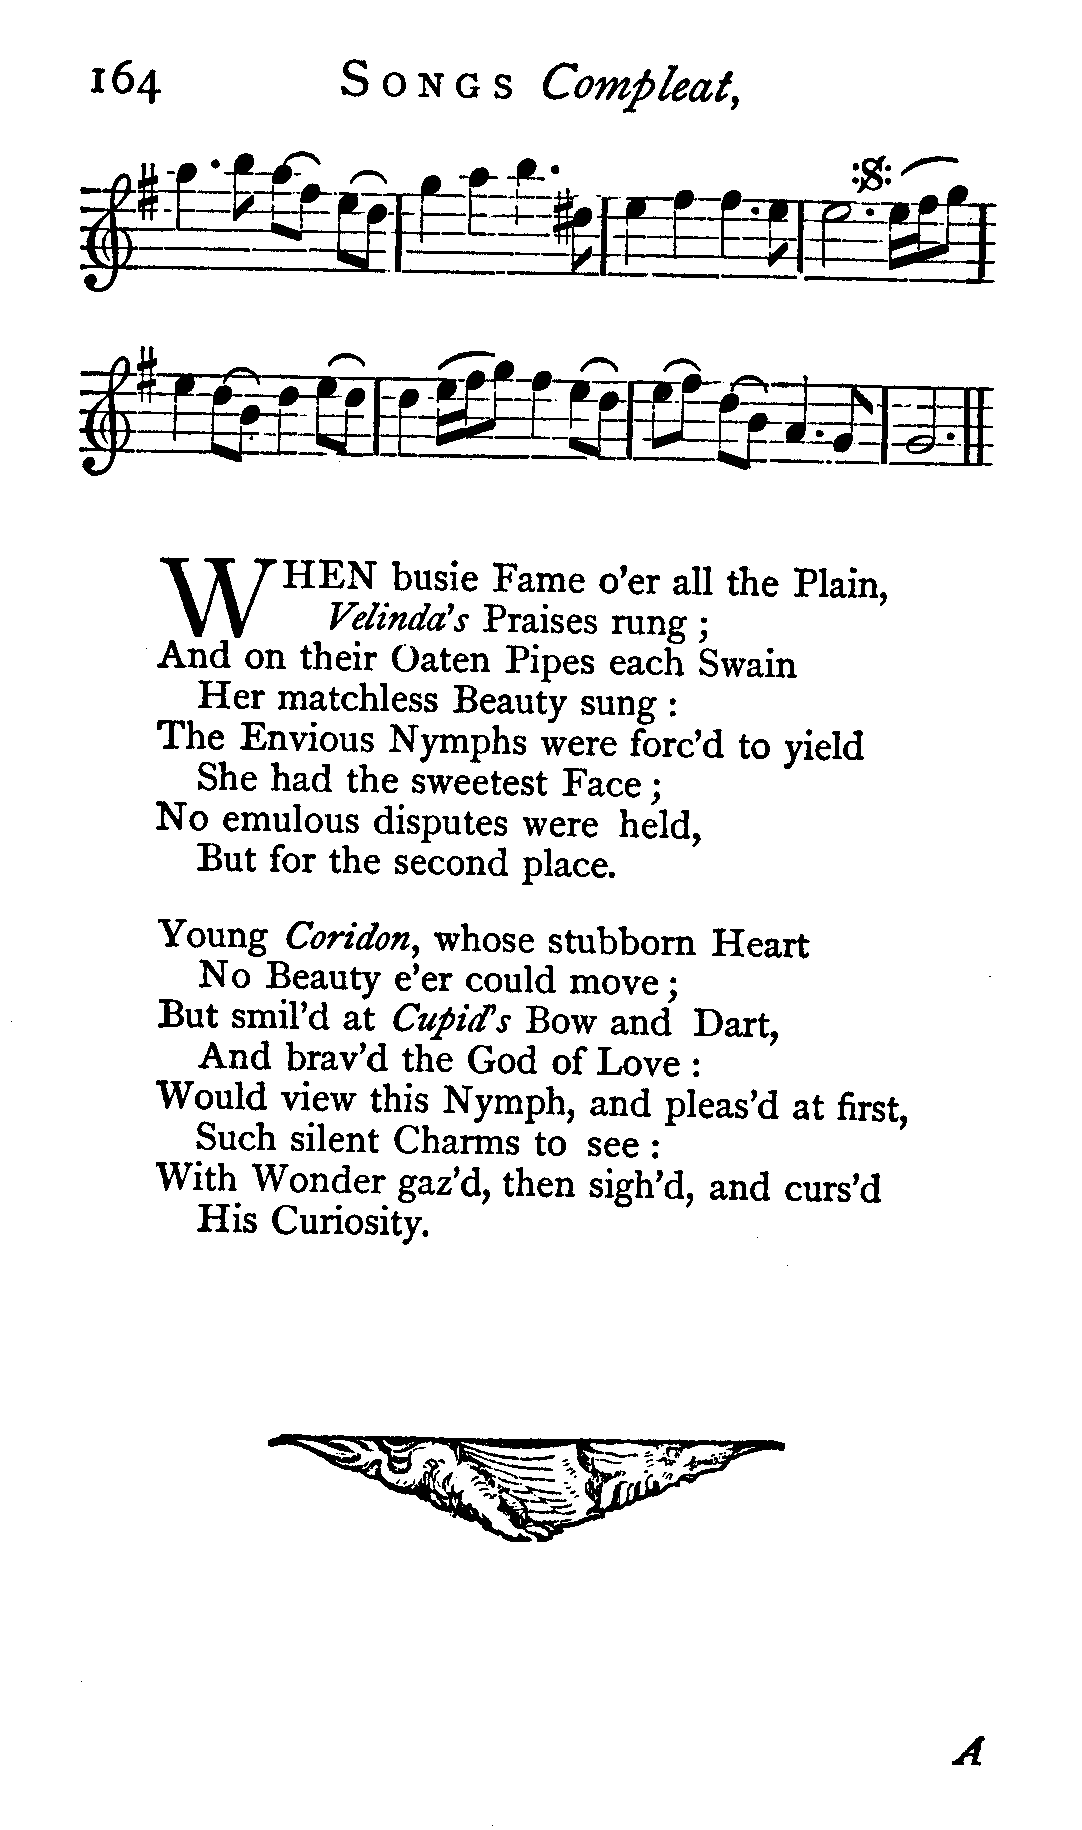 164 SONGS Compleat,
WHEN busie Fame o'er all the Plain,
Velinda's Praises rung ;
And on their Oaten Pipes each Swain
Her matchless Beauty sung :
The Envious Nymphs were forc'd to yield
She had the sweetest Face ;
No emulous disputes were held,
But for the second place.
Young Coridon, whose stubborn Heart
No Beauty e'er could move ;
But smil'd at Cupid's Bow and Dart,
And brav'd the God of Love :
Would view this Nymph, and pleas'd at first,
Such silent Charms to see :
With Wonder gaz'd, then sigh'd, and curs'd
His Curiosity.
A